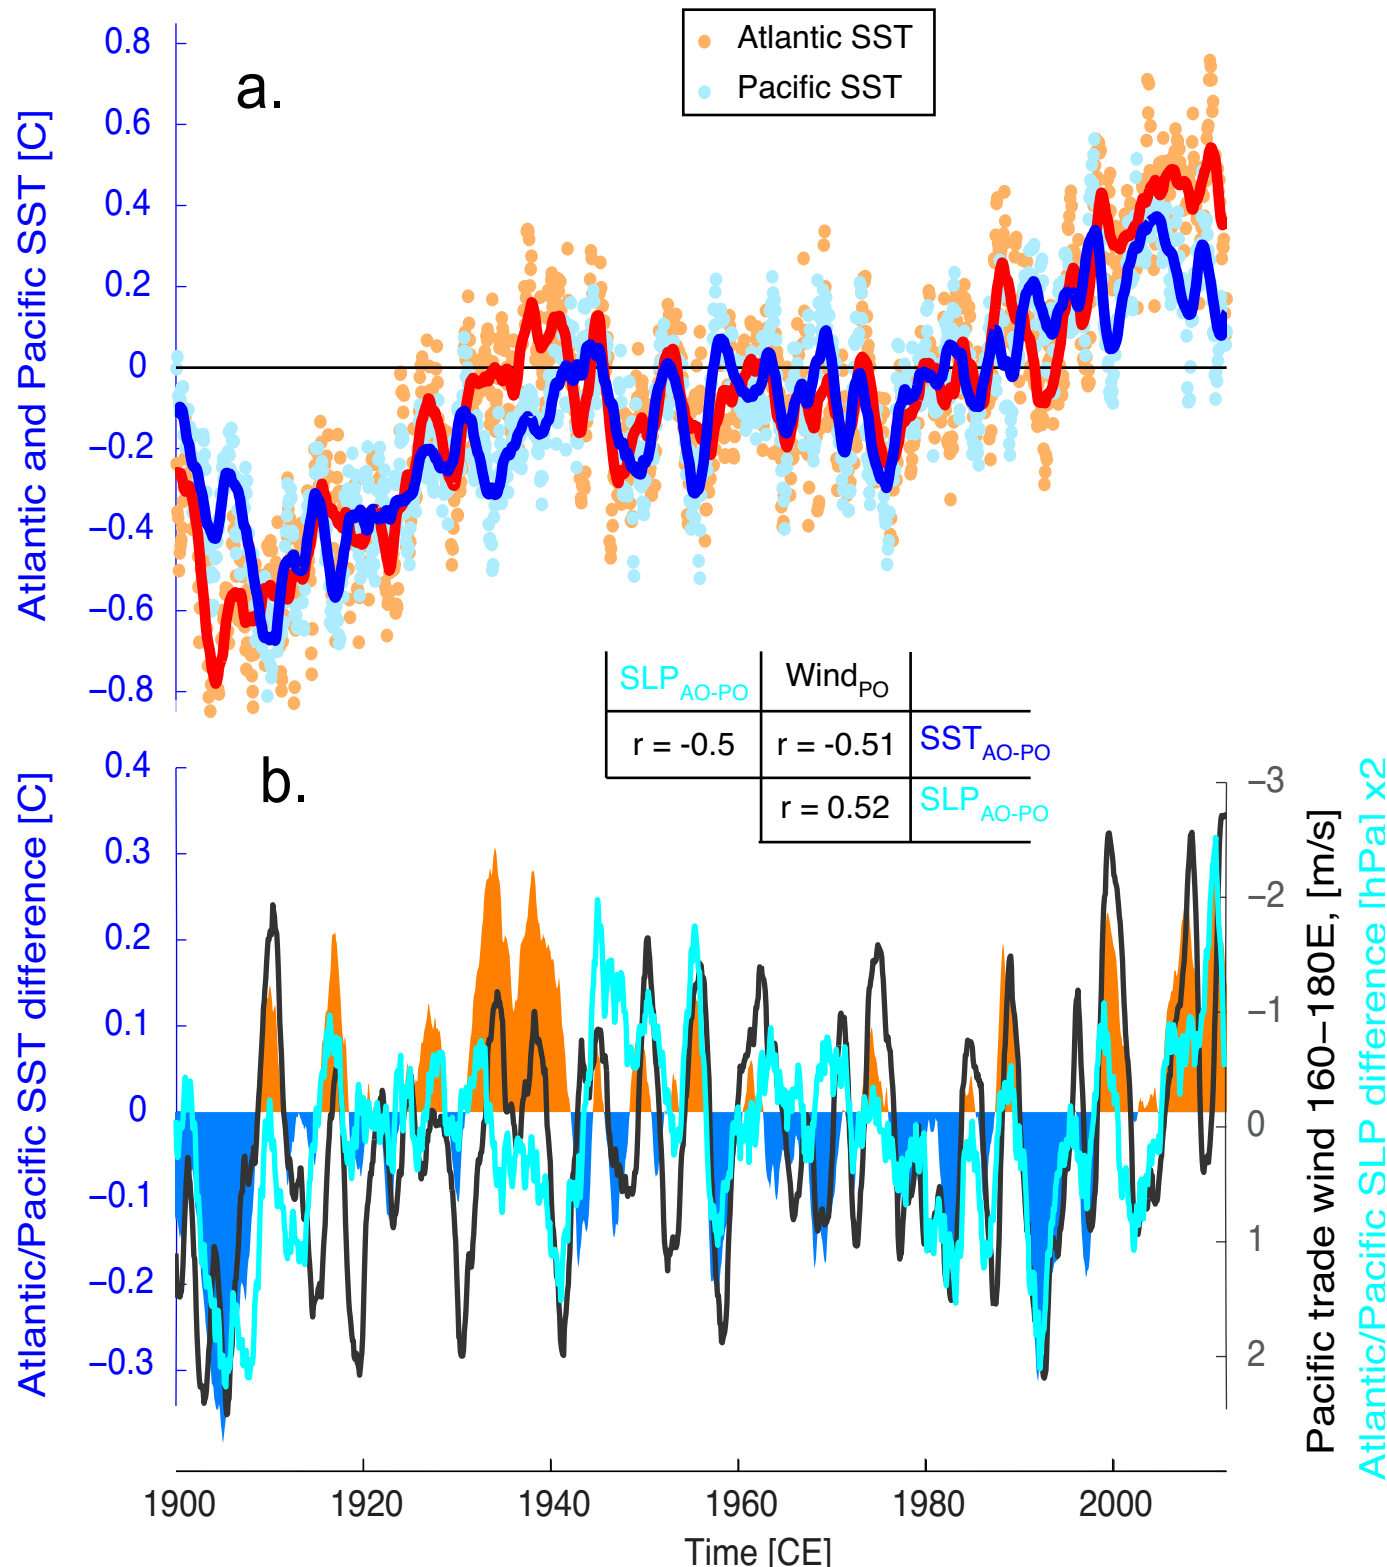 Atlantic SST
Pacific SST
a.
Atlantic and Pacific SST [C]
0.8
0.6
0.4
0.2
0
−0.2
−0.4
−0.6
−0.8
SLP_AO-PO Wind_PO
r = -0.5 r = -0.51 SST_AO-PO
r = 0.52 SLP_AO-PO
b.
Atlantic/Pacific SST difference [C]
0.4
0.3
0.2
0.1
0
−0.1
−0.2
−0.3
−3
−2
−1
0
1
2
Pacific trade wind 160−180E, [m/s]
Atlantic/Pacific SLP difference [hPa] x2
1900 1920 1940 1960 1980 2000
Time [CE]